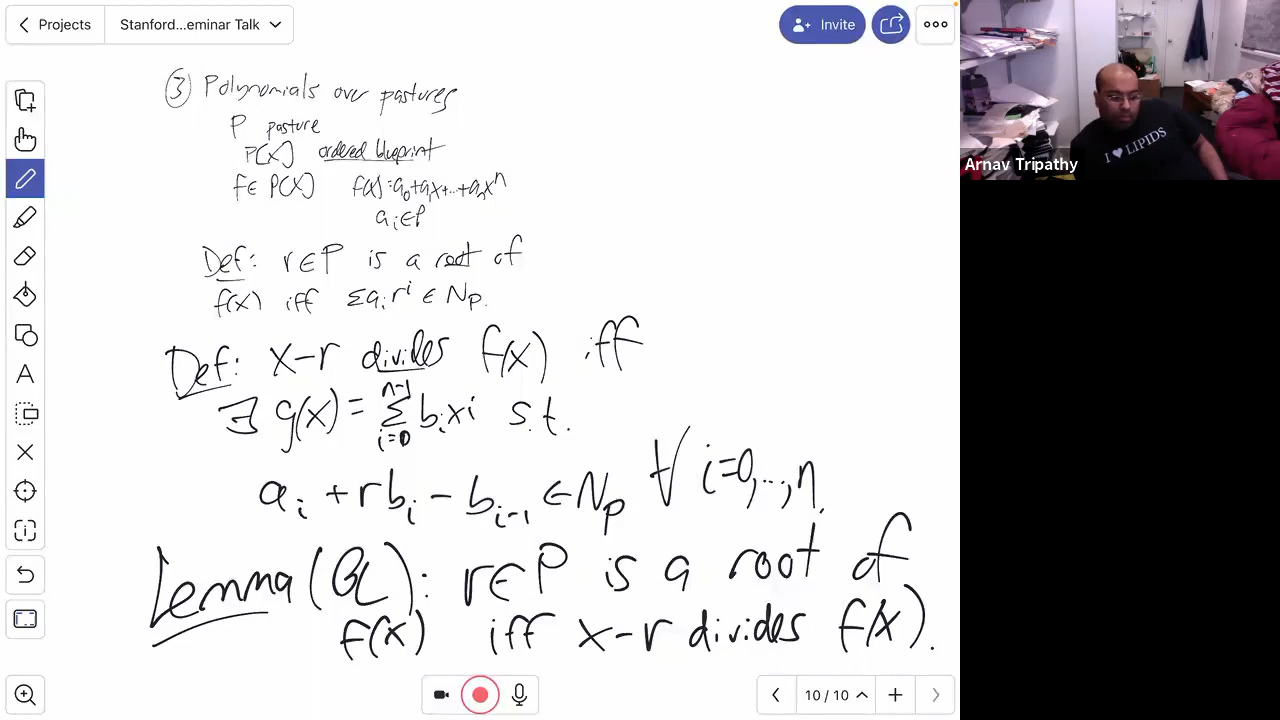 Projects
Stanford...eminar Talk
Invite
③ Polynomials over pastures
P pasture
P[X] ordered blueprint
f ∈ P[X] f(x) = a₀+a₁x+...+aₙxⁿ
aᵢ ∈ P
Def: r∈P is a root of
f(x) iff Σaᵢrⁱ ∈ N_P.
Def: X-r divides f(x) iff
∃ g(x) = Σ_{i=0}^{n-1} bᵢxⁱ s.t.
aᵢ + rbᵢ - b_{i-1} ∈ N_P ∀ i=0,...,n.
Lemma (BL): r∈P is a root of
f(x) iff x-r divides f(x).
10 / 10
Arnav Tripathy
I ♥ LIPIDS